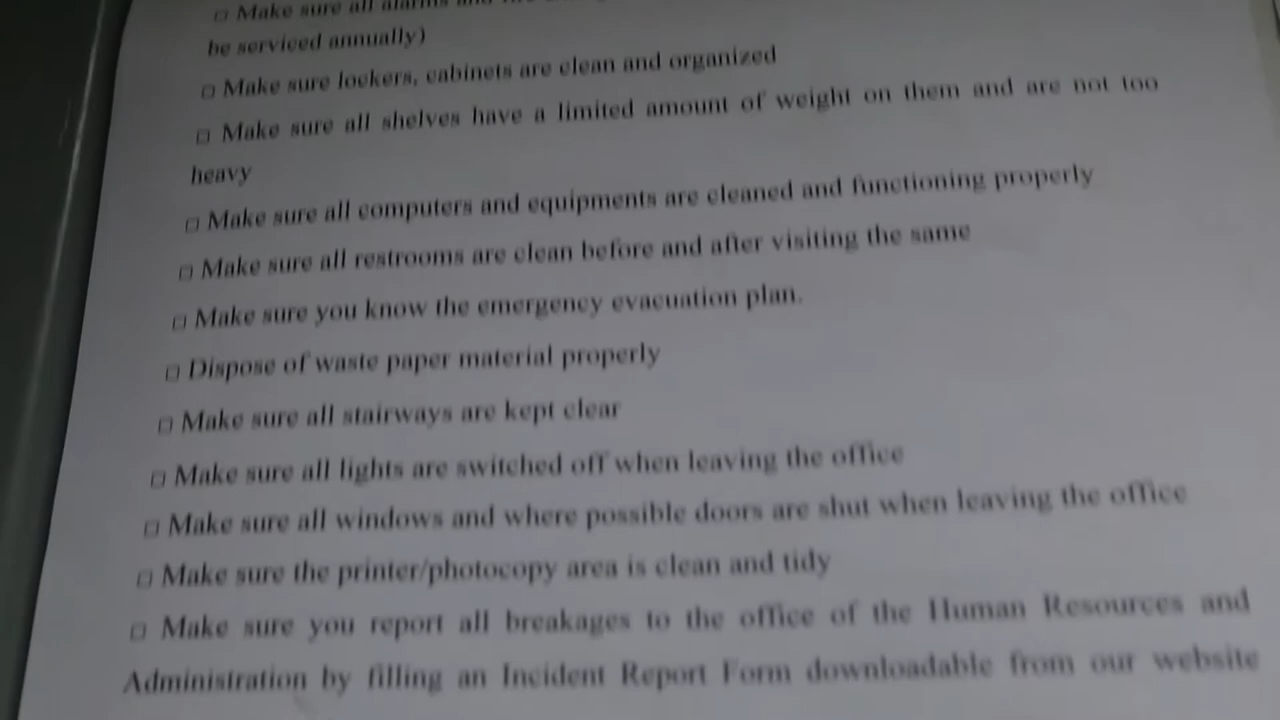 □ Make sure all alarms and
be serviced annually)
□ Make sure lockers, cabinets are clean and organized
□ Make sure all shelves have a limited amount of weight on them and are not too
heavy
□ Make sure all computers and equipments are cleaned and functioning properly
□ Make sure all restrooms are clean before and after visiting the same
□ Make sure you know the emergency evacuation plan.
□ Dispose of waste paper material properly
□ Make sure all stairways are kept clear
□ Make sure all lights are switched off when leaving the office
□ Make sure all windows and where possible doors are shut when leaving the office
□ Make sure the printer/photocopy area is clean and tidy
□ Make sure you report all breakages to the office of the Human Resources and
Administration by filling an Incident Report Form downloadable from our website